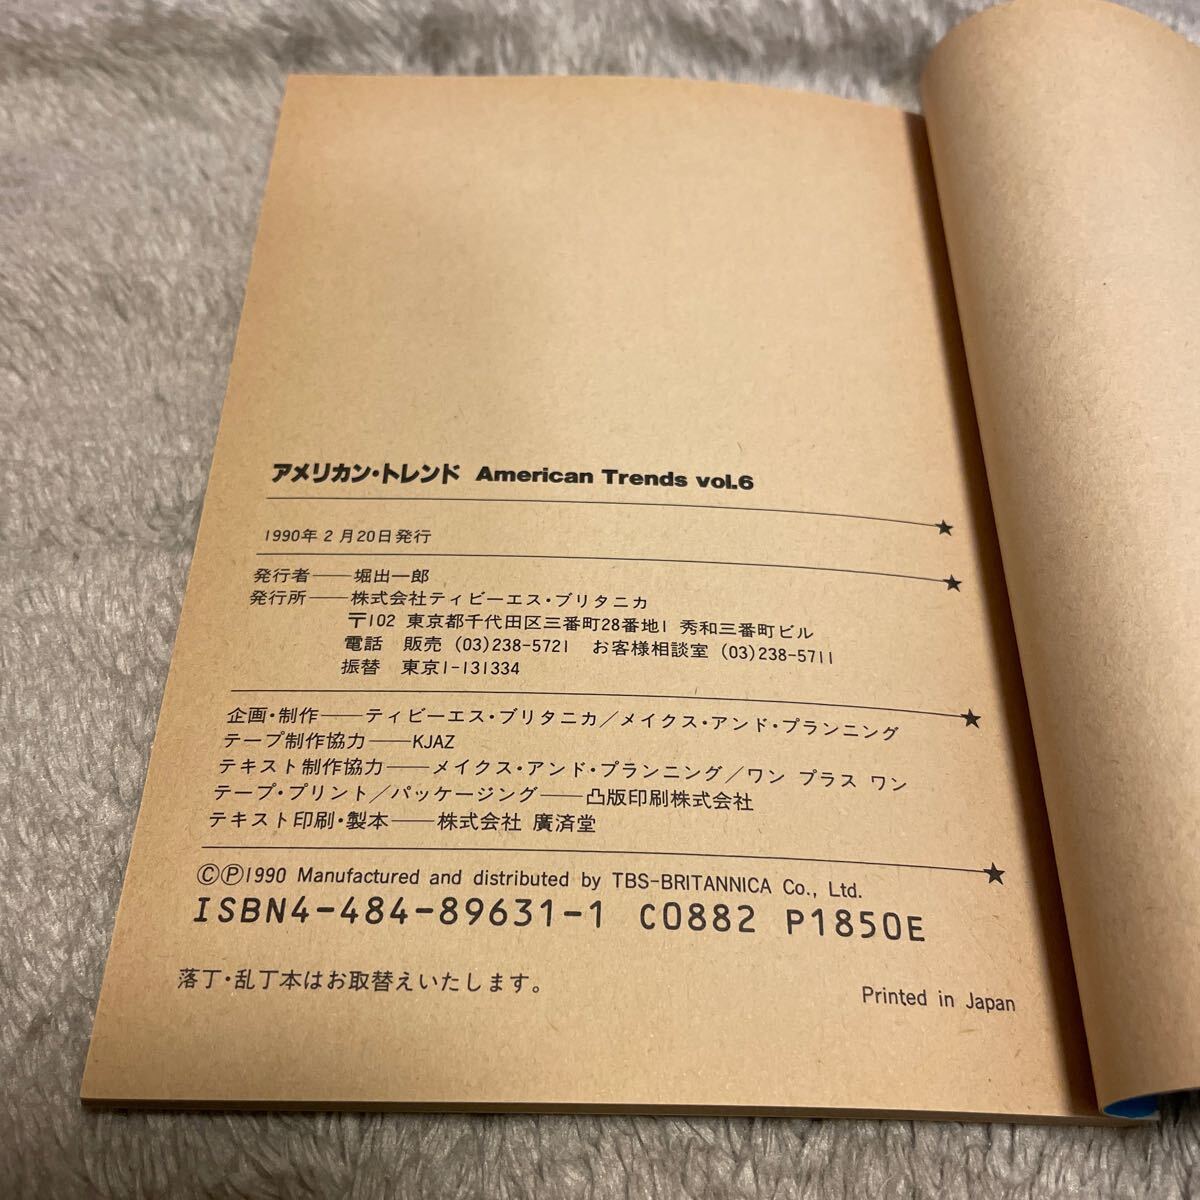 アメリカン・トレンド American Trends vol.6
1990年2月20日発行
発行者――堀出一郎
発行所――株式会社ティビーエス・ブリタニカ
〒102 東京都千代田区三番町28番地1 秀和三番町ビル
電話 販売 (03)238-5721 お客様相談室 (03)238-5711
振替 東京1-131334
企画・制作――ティビーエス・ブリタニカ/メイクス・アンド・プランニング
テープ制作協力――KJAZ
テキスト制作協力――メイクス・アンド・プランニング/ワン プラス ワン
テープ・プリント/パッケージング――凸版印刷株式会社
テキスト印刷・製本――株式会社 廣済堂
©Ⓟ1990 Manufactured and distributed by TBS-BRITANNICA Co., Ltd.
ISBN4-484-89631-1 C0882 P1850E
落丁・乱丁本はお取替えいたします。
Printed in Japan